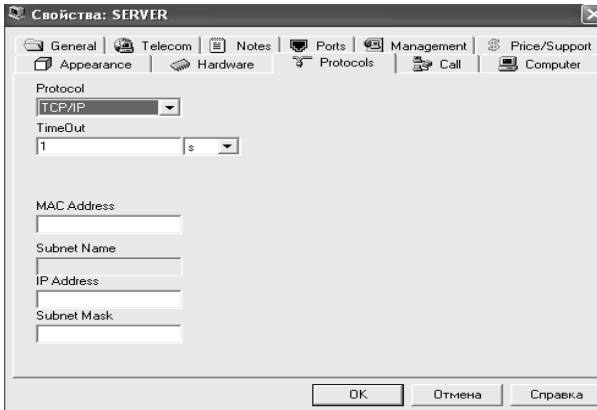 Свойства: SERVER
General Telecom Notes Ports Management Price/Support
Appearance Hardware Protocols Call Computer
Protocol
TCP/IP
TimeOut
1 s
MAC Address
Subnet Name
IP Address
Subnet Mask
OK Отмена Справка